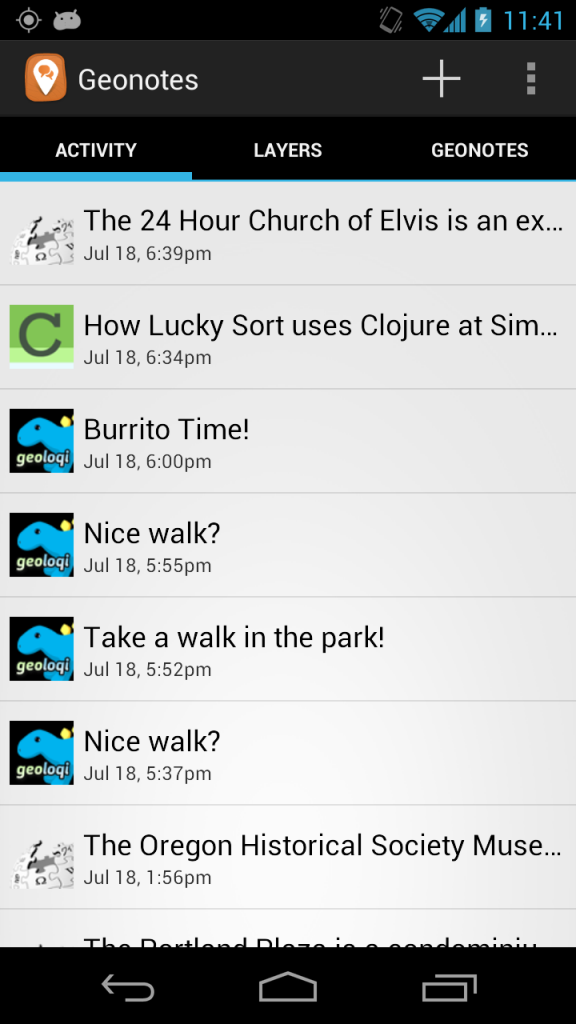 11:41
Geonotes
ACTIVITY LAYERS GEONOTES
The 24 Hour Church of Elvis is an ex...
Jul 18, 6:39pm
C
How Lucky Sort uses Clojure at Sim...
Jul 18, 6:34pm
geoloqi
Burrito Time!
Jul 18, 6:00pm
geoloqi
Nice walk?
Jul 18, 5:55pm
geoloqi
Take a walk in the park!
Jul 18, 5:52pm
geoloqi
Nice walk?
Jul 18, 5:37pm
The Oregon Historical Society Muse...
Jul 18, 1:56pm
The Portland Plaza is a condominiu